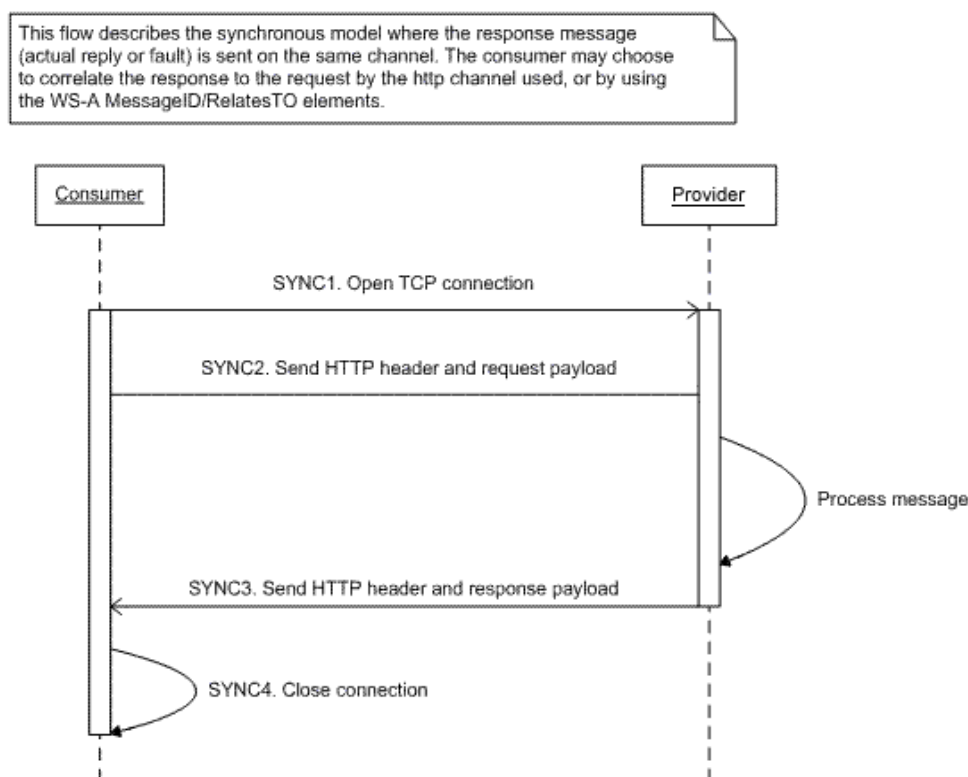 This flow describes the synchronous model where the response message
(actual reply or fault) is sent on the same channel. The consumer may choose
to correlate the response to the request by the http channel used, or by using
the WS-A MessageID/RelatesTO elements.
Consumer
Provider
SYNC1. Open TCP connection
SYNC2. Send HTTP header and request payload
Process message
SYNC3. Send HTTP header and response payload
SYNC4. Close connection